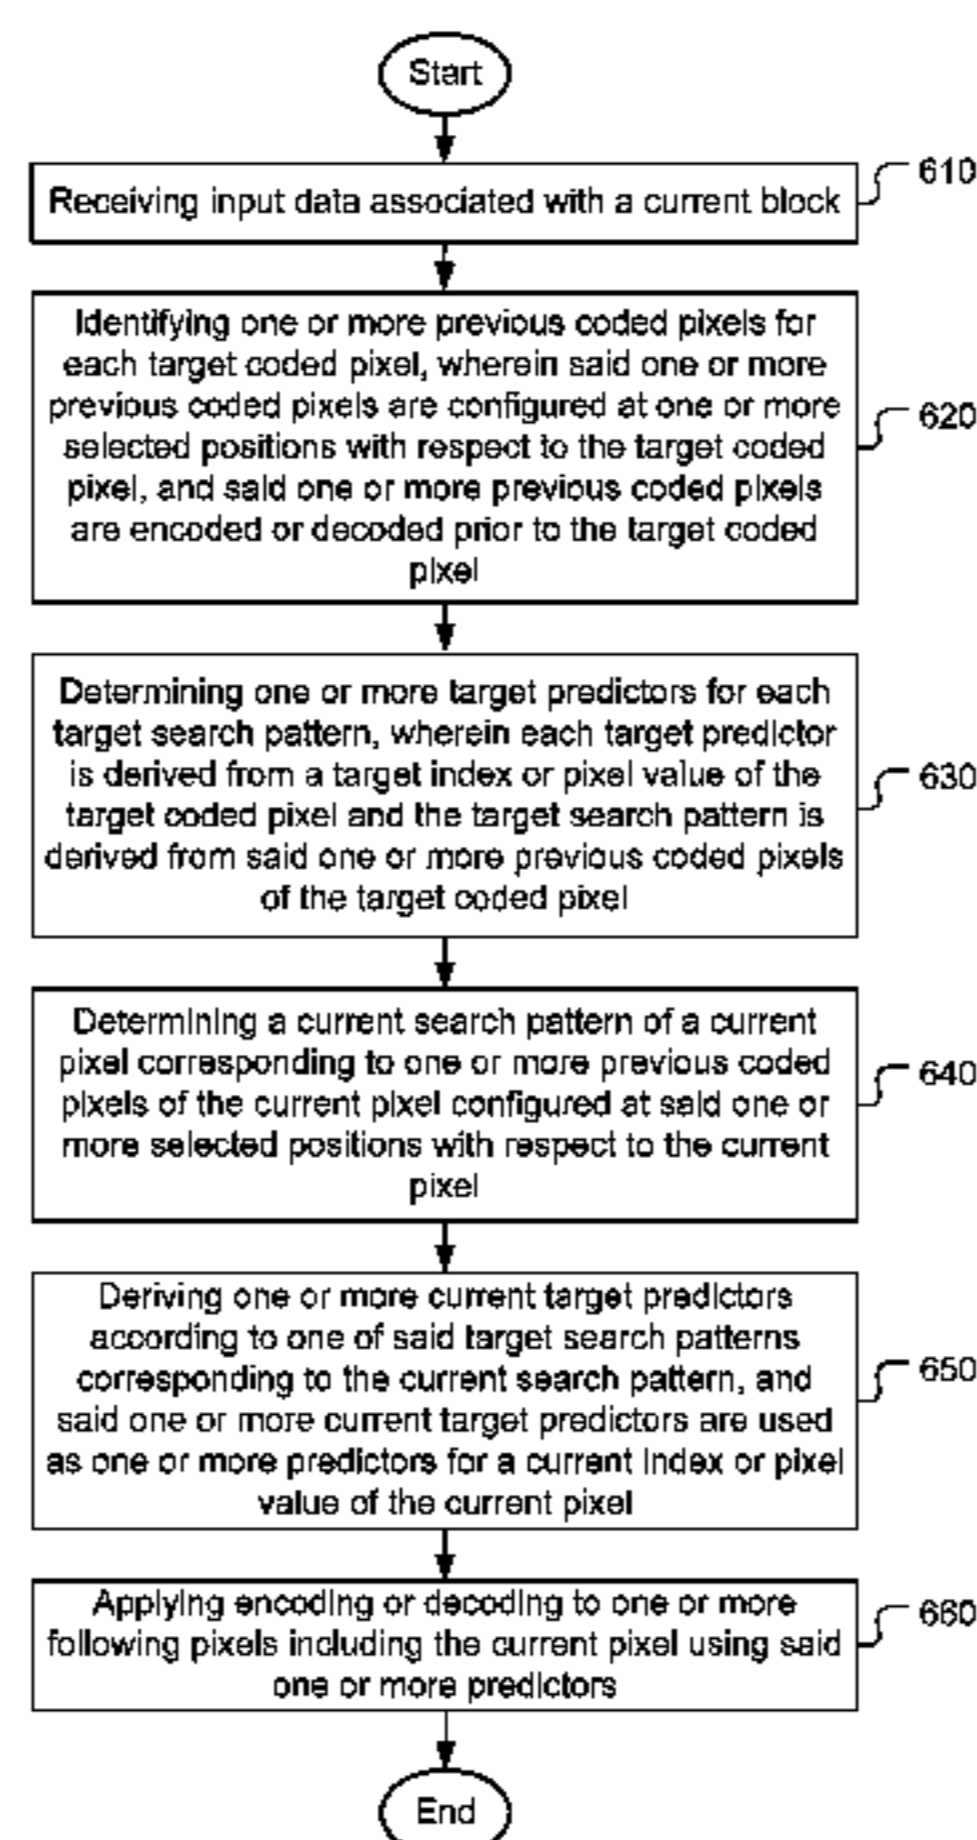 Start
Receiving input data associated with a current block
610
Identifying one or more previous coded pixels for
each target coded pixel, wherein said one or more
previous coded pixels are configured at one or more
selected positions with respect to the target coded
pixel, and said one or more previous coded pixels
are encoded or decoded prior to the target coded
pixel
620
Determining one or more target predictors for each
target search pattern, wherein each target predictor
is derived from a target index or pixel value of the
target coded pixel and the target search pattern is
derived from said one or more previous coded pixels
of the target coded pixel
630
Determining a current search pattern of a current
pixel corresponding to one or more previous coded
pixels of the current pixel configured at said one or
more selected positions with respect to the current
pixel
640
Deriving one or more current target predictors
according to one of said target search patterns
corresponding to the current search pattern, and
said one or more current target predictors are used
as one or more predictors for a current index or pixel
value of the current pixel
650
Applying encoding or decoding to one or more
following pixels including the current pixel using said
one or more predictors
660
End